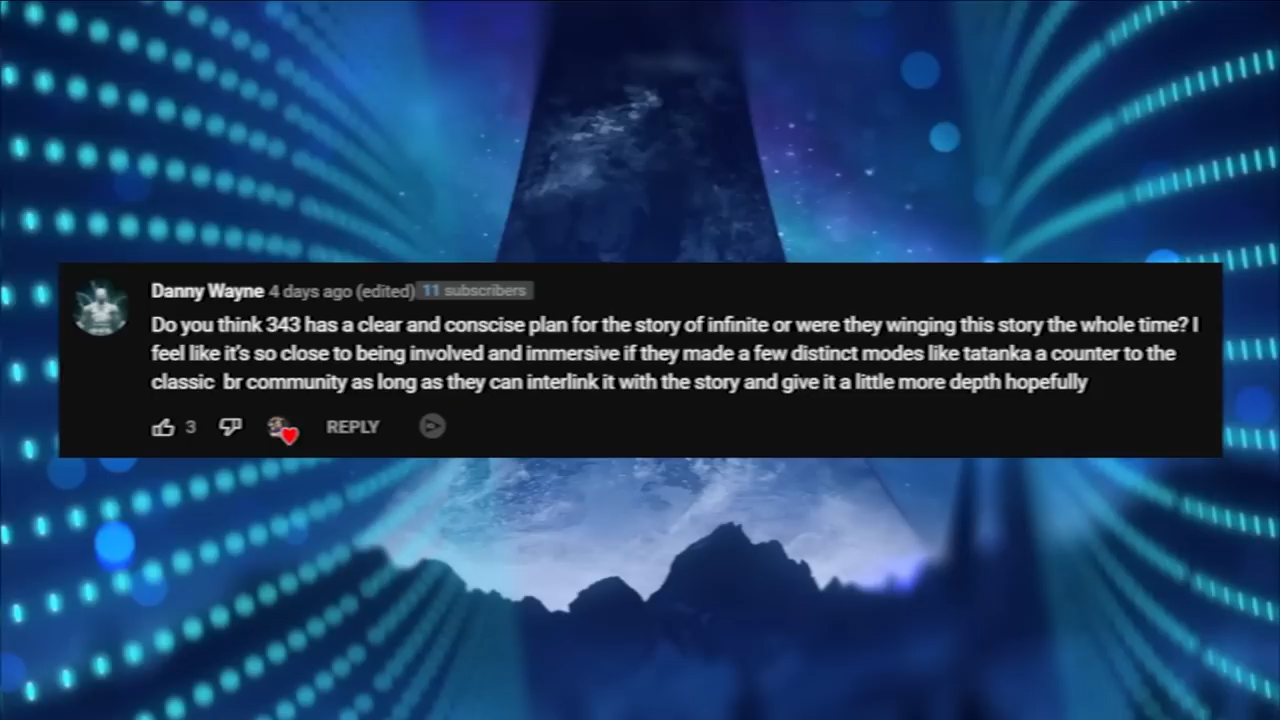 Danny Wayne 4 days ago (edited) 11 subscribers
Do you think 343 has a clear and conscise plan for the story of infinite or were they winging this story the whole time? I
feel like it's so close to being involved and immersive if they made a few distinct modes like tatanka a counter to the
classic br community as long as they can interlink it with the story and give it a little more depth hopefully
3 REPLY